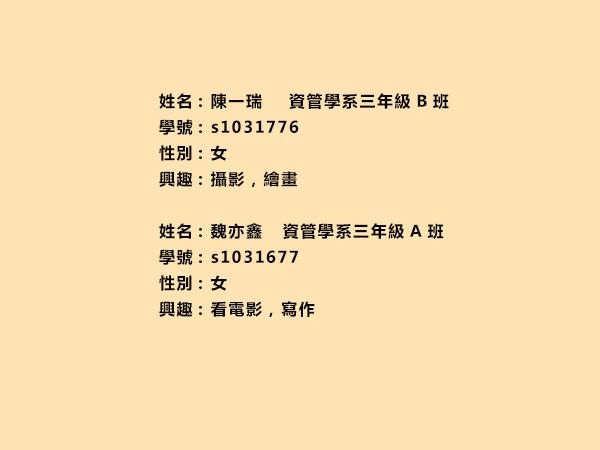 姓名：陳一瑞　資管學系三年級 B 班
學號：s1031776
性別：女
興趣：攝影，繪畫
姓名：魏亦鑫　資管學系三年級 A 班
學號：s1031677
性別：女
興趣：看電影，寫作